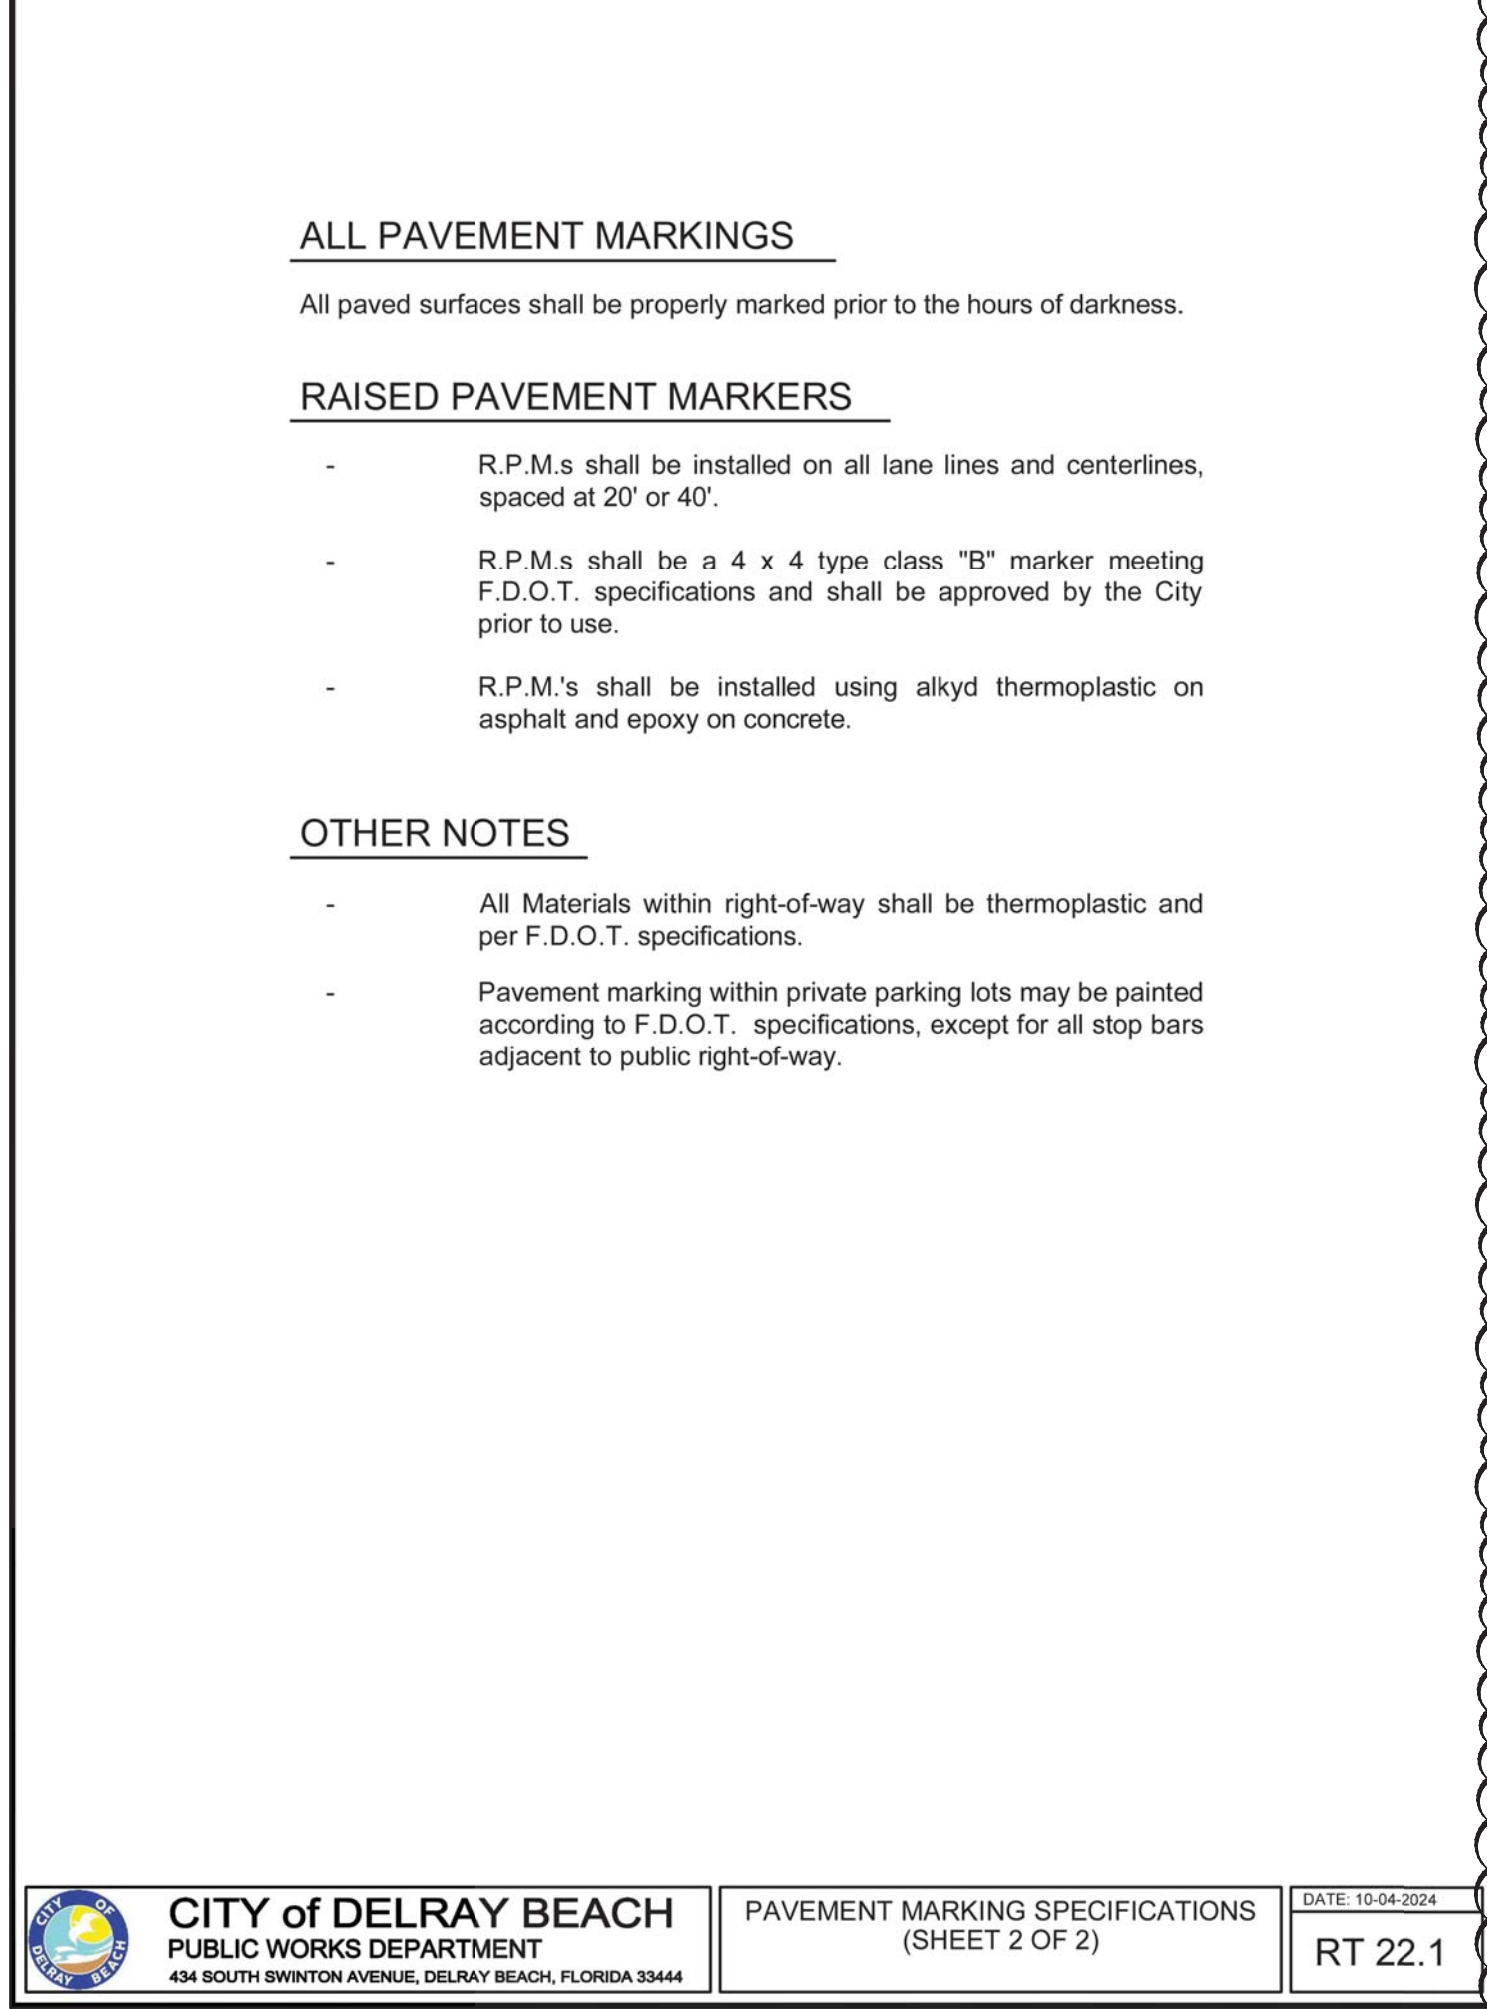 ALL PAVEMENT MARKINGS
All paved surfaces shall be properly marked prior to the hours of darkness.
RAISED PAVEMENT MARKERS
- R.P.M.s shall be installed on all lane lines and centerlines,
spaced at 20' or 40'.
- R.P.M.s shall be a 4 x 4 type class "B" marker meeting
F.D.O.T. specifications and shall be approved by the City
prior to use.
- R.P.M.'s shall be installed using alkyd thermoplastic on
asphalt and epoxy on concrete.
OTHER NOTES
- All Materials within right-of-way shall be thermoplastic and
per F.D.O.T. specifications.
- Pavement marking within private parking lots may be painted
according to F.D.O.T. specifications, except for all stop bars
adjacent to public right-of-way.
CITY OF
DELRAY BEACH
CITY of DELRAY BEACH
PUBLIC WORKS DEPARTMENT
434 SOUTH SWINTON AVENUE, DELRAY BEACH, FLORIDA 33444
PAVEMENT MARKING SPECIFICATIONS
(SHEET 2 OF 2)
DATE: 10-04-2024
RT 22.1